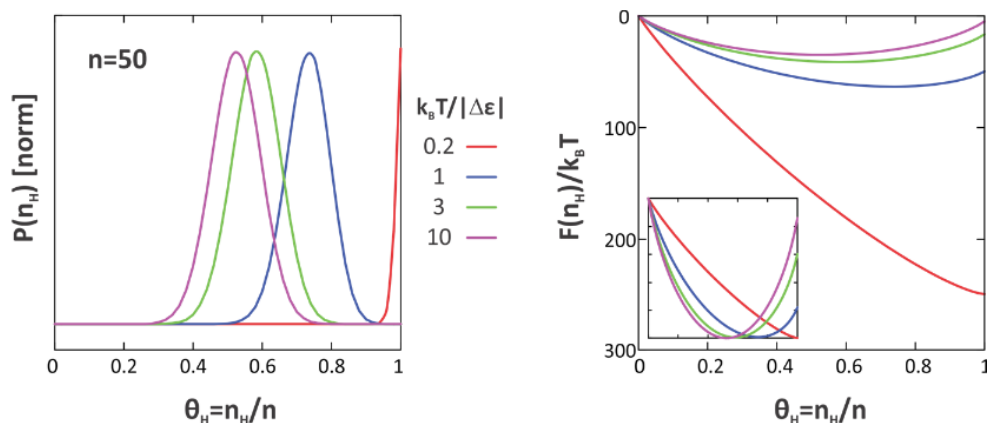 n=50
P(n_H) [norm]
k_BT/|Δε|
0.2
1
3
10
0 0.2 0.4 0.6 0.8 1
θ_H=n_H/n
F(n_H)/k_BT
0
100
200
300
0 0.2 0.4 0.6 0.8 1
θ_H=n_H/n